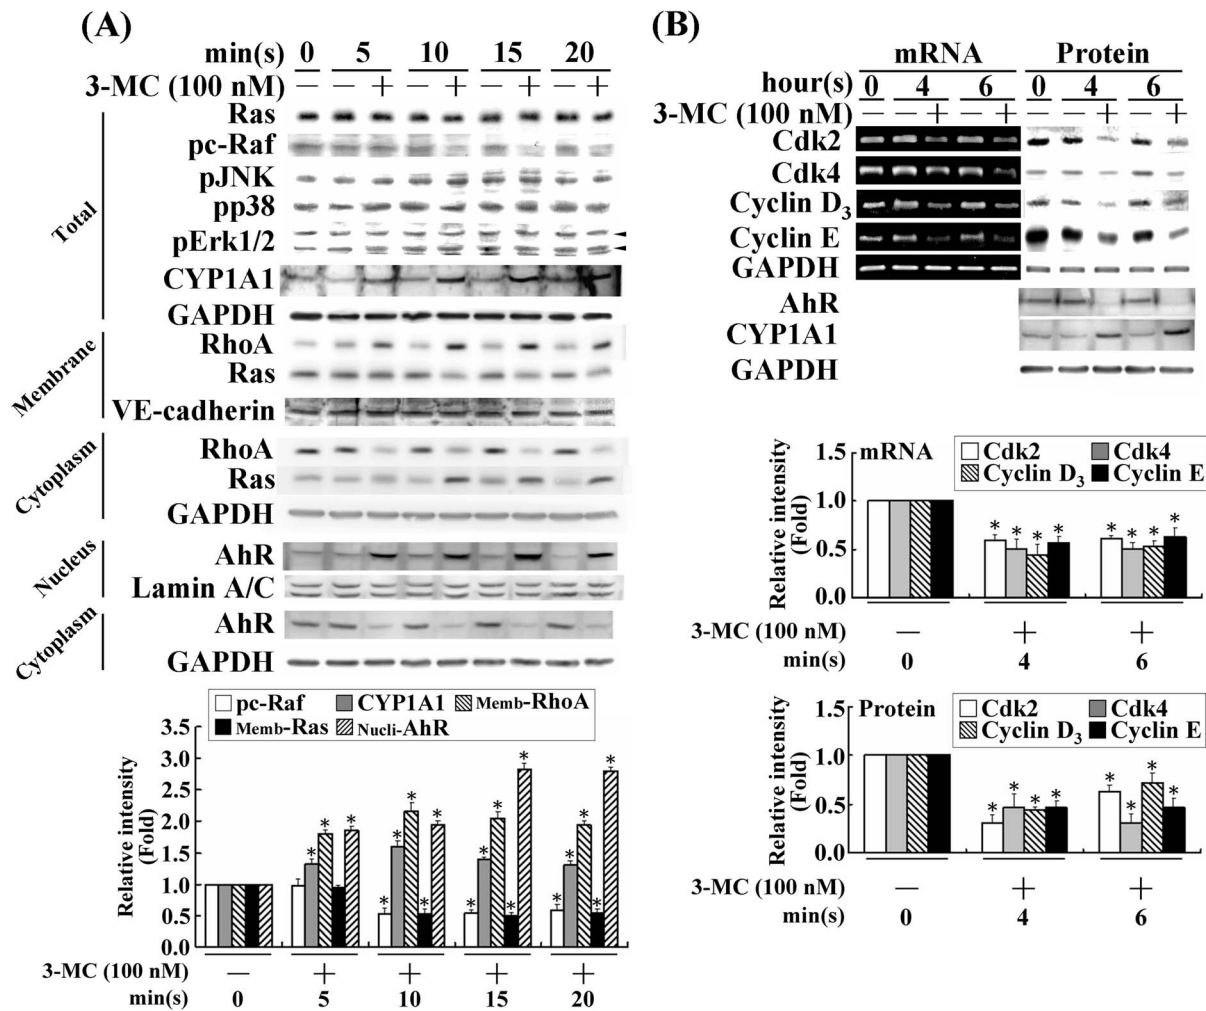 (A)
min(s) 0 5 10 15 20
3-MC (100 nM) — — + — + — + — +
Total
Ras
pc-Raf
pJNK
pp38
pErk1/2
CYP1A1
GAPDH
Membrane
RhoA
Ras
VE-cadherin
Cytoplasm
RhoA
Ras
GAPDH
Nucleus
AhR
Lamin A/C
Cytoplasm
AhR
GAPDH
pc-Raf CYP1A1 Memb-RhoA
Memb-Ras Nucli-AhR
Relative intensity
(Fold)
3.5
3.0
2.5
2.0
1.5
1.0
0.5
0.0
* * *
* * * * *
* * * * *
* * * * *
3-MC (100 nM) — + + + +
min(s) 0 5 10 15 20
(B)
mRNA Protein
hour(s) 0 4 6 0 4 6
3-MC (100 nM) — — + — + — — + — +
Cdk2
Cdk4
Cyclin D3
Cyclin E
GAPDH
AhR
CYP1A1
GAPDH
mRNA
Cdk2 Cdk4
Cyclin D3 Cyclin E
Relative intensity
(Fold)
1.5
1.0
0.5
0.0
* * * * * * * *
3-MC (100 nM) — + +
min(s) 0 4 6
Protein
Cdk2 Cdk4
Cyclin D3 Cyclin E
Relative intensity
(Fold)
1.5
1.0
0.5
0.0
* * * * * * * *
3-MC (100 nM) — + +
min(s) 0 4 6